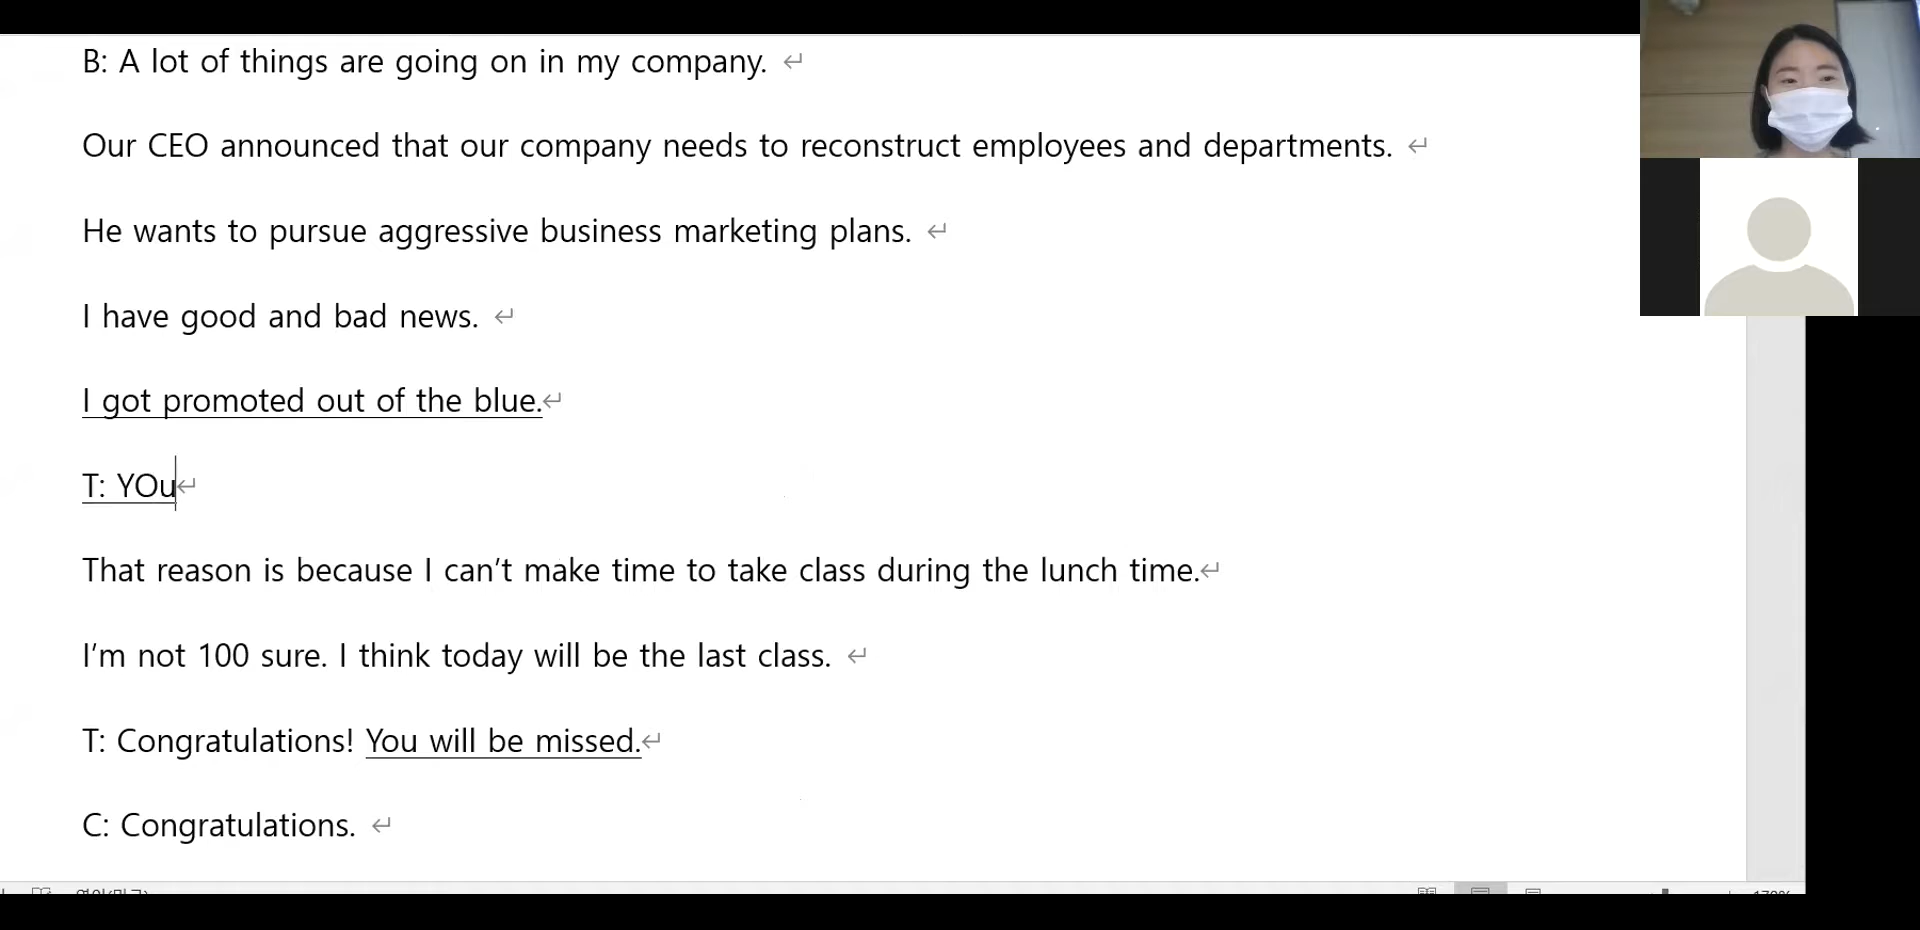 B: A lot of things are going on in my company.
Our CEO announced that our company needs to reconstruct employees and departments.
He wants to pursue aggressive business marketing plans.
I have good and bad news.
I got promoted out of the blue.
T: YOu
That reason is because I can’t make time to take class during the lunch time.
I’m not 100 sure. I think today will be the last class.
T: Congratulations! You will be missed.
C: Congratulations.